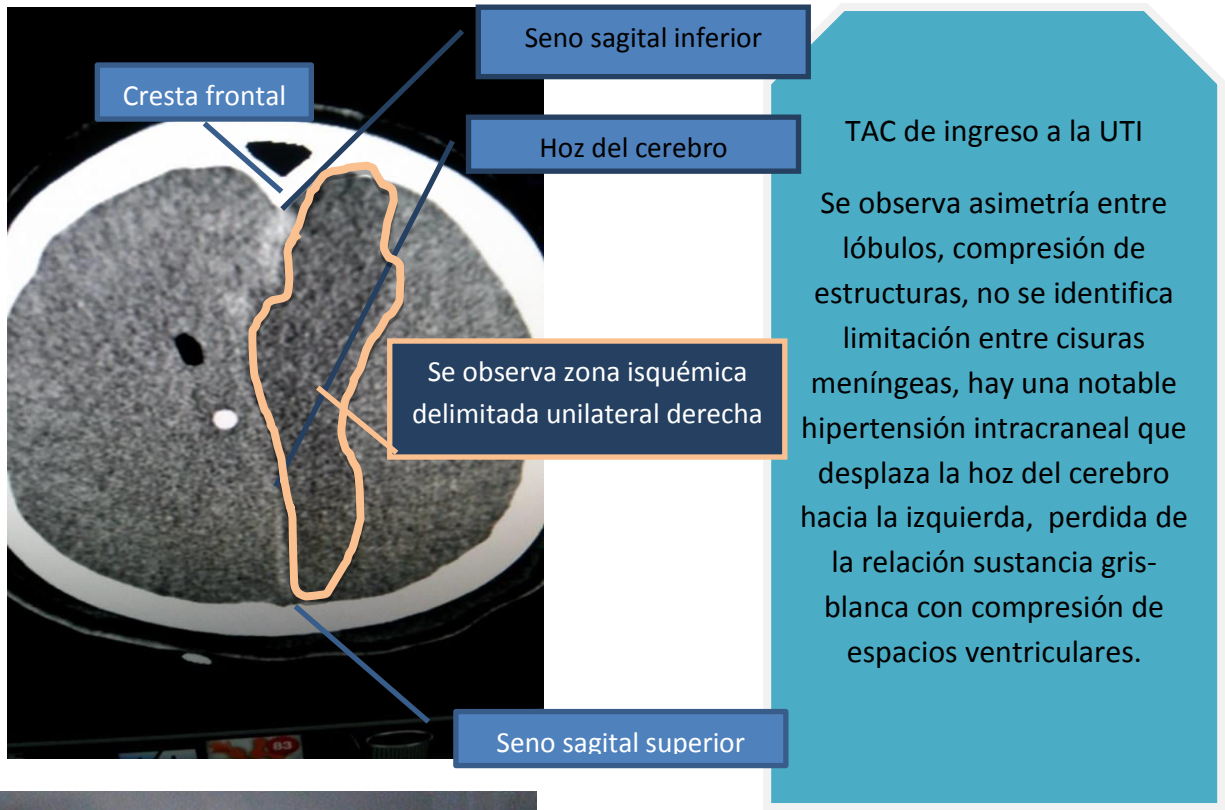 Seno sagital inferior
Cresta frontal
Hoz del cerebro
Se observa zona isquémica
delimitada unilateral derecha
Seno sagital superior
83
TAC de ingreso a la UTI
Se observa asimetría entre
lóbulos, compresión de
estructuras, no se identifica
limitación entre cisuras
meníngeas, hay una notable
hipertensión intracraneal que
desplaza la hoz del cerebro
hacia la izquierda, perdida de
la relación sustancia gris-
blanca con compresión de
espacios ventriculares.